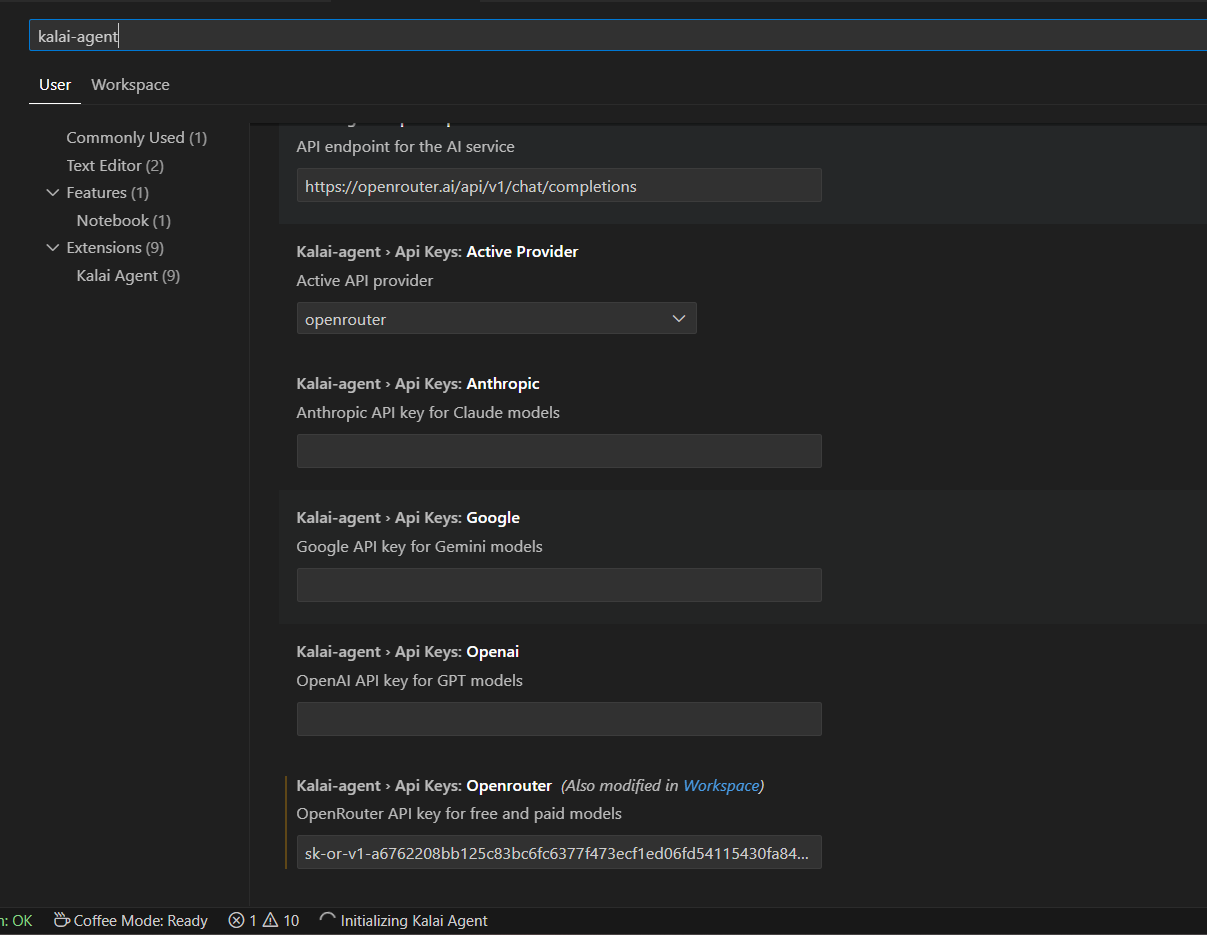 kalai-agent
User Workspace
Commonly Used (1)
Text Editor (2)
Features (1)
Notebook (1)
Extensions (9)
Kalai Agent (9)
API endpoint for the AI service
https://openrouter.ai/api/v1/chat/completions
Kalai-agent › Api Keys: Active Provider
Active API provider
openrouter
Kalai-agent › Api Keys: Anthropic
Anthropic API key for Claude models
Kalai-agent › Api Keys: Google
Google API key for Gemini models
Kalai-agent › Api Keys: Openai
OpenAI API key for GPT models
Kalai-agent › Api Keys: Openrouter (Also modified in Workspace)
OpenRouter API key for free and paid models
sk-or-v1-a6762208bb125c83bc6fc6377f473ecf1ed06fd54115430fa84...
: OK Coffee Mode: Ready 1 10 Initializing Kalai Agent